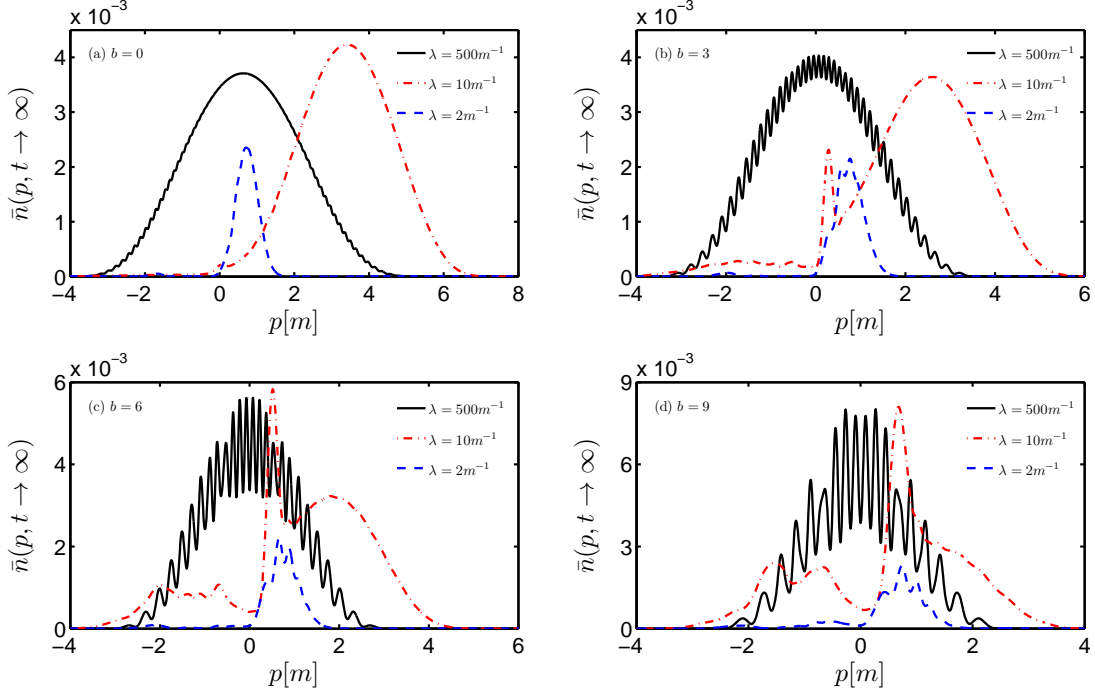 x 10⁻³
(a) b = 0
λ = 500m⁻¹
λ = 10m⁻¹
λ = 2m⁻¹
n̄(p, t → ∞)
4
3
2
1
0
−4 −2 0 2 4 6 8
p[m]
x 10⁻³
(b) b = 3
λ = 500m⁻¹
λ = 10m⁻¹
λ = 2m⁻¹
n̄(p, t → ∞)
4
3
2
1
0
−4 −2 0 2 4 6
p[m]
x 10⁻³
(c) b = 6
λ = 500m⁻¹
λ = 10m⁻¹
λ = 2m⁻¹
n̄(p, t → ∞)
6
4
2
0
−4 −2 0 2 4 6
p[m]
x 10⁻³
(d) b = 9
λ = 500m⁻¹
λ = 10m⁻¹
λ = 2m⁻¹
n̄(p, t → ∞)
9
6
3
0
−4 −2 0 2 4
p[m]